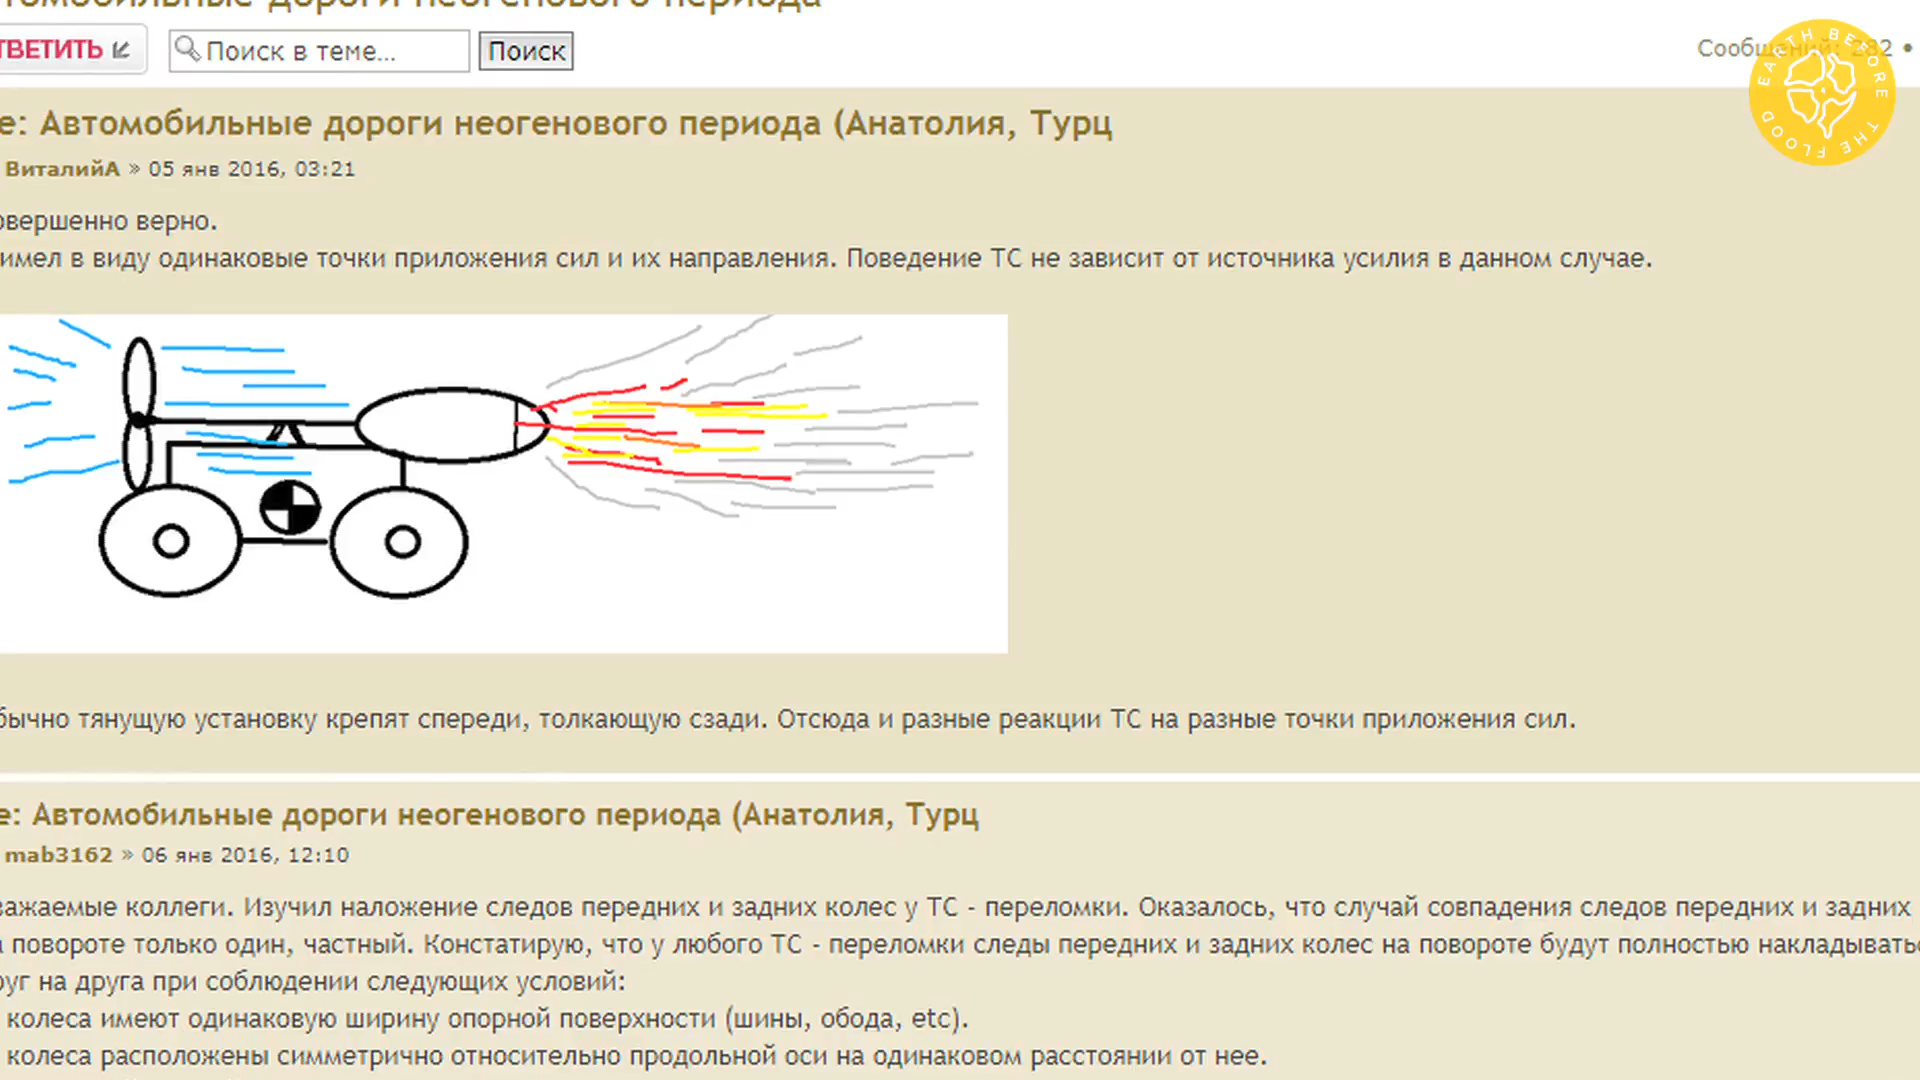 томобильные дороги неогенового периода
ТВЕТИТЬ
Поиск в теме...
Поиск
Сообщений: 282 •
EARTH BEFORE THE FLOOD
е: Автомобильные дороги неогенового периода (Анатолия, Турц
ВиталийА » 05 янв 2016, 03:21
овершенно верно.
имел в виду одинаковые точки приложения сил и их направления. Поведение ТС не зависит от источника усилия в данном случае.
бычно тянущую установку крепят спереди, толкающую сзади. Отсюда и разные реакции ТС на разные точки приложения сил.
е: Автомобильные дороги неогенового периода (Анатолия, Турц
mab3162 » 06 янв 2016, 12:10
важаемые коллеги. Изучил наложение следов передних и задних колес у ТС - переломки. Оказалось, что случай совпадения следов передних и задних
а повороте только один, частный. Констатирую, что у любого ТС - переломки следы передних и задних колес на повороте будут полностью накладыватьс
руг на друга при соблюдении следующих условий:
колеса имеют одинаковую ширину опорной поверхности (шины, обода, etc).
колеса расположены симметрично относительно продольной оси на одинаковом расстоянии от нее.